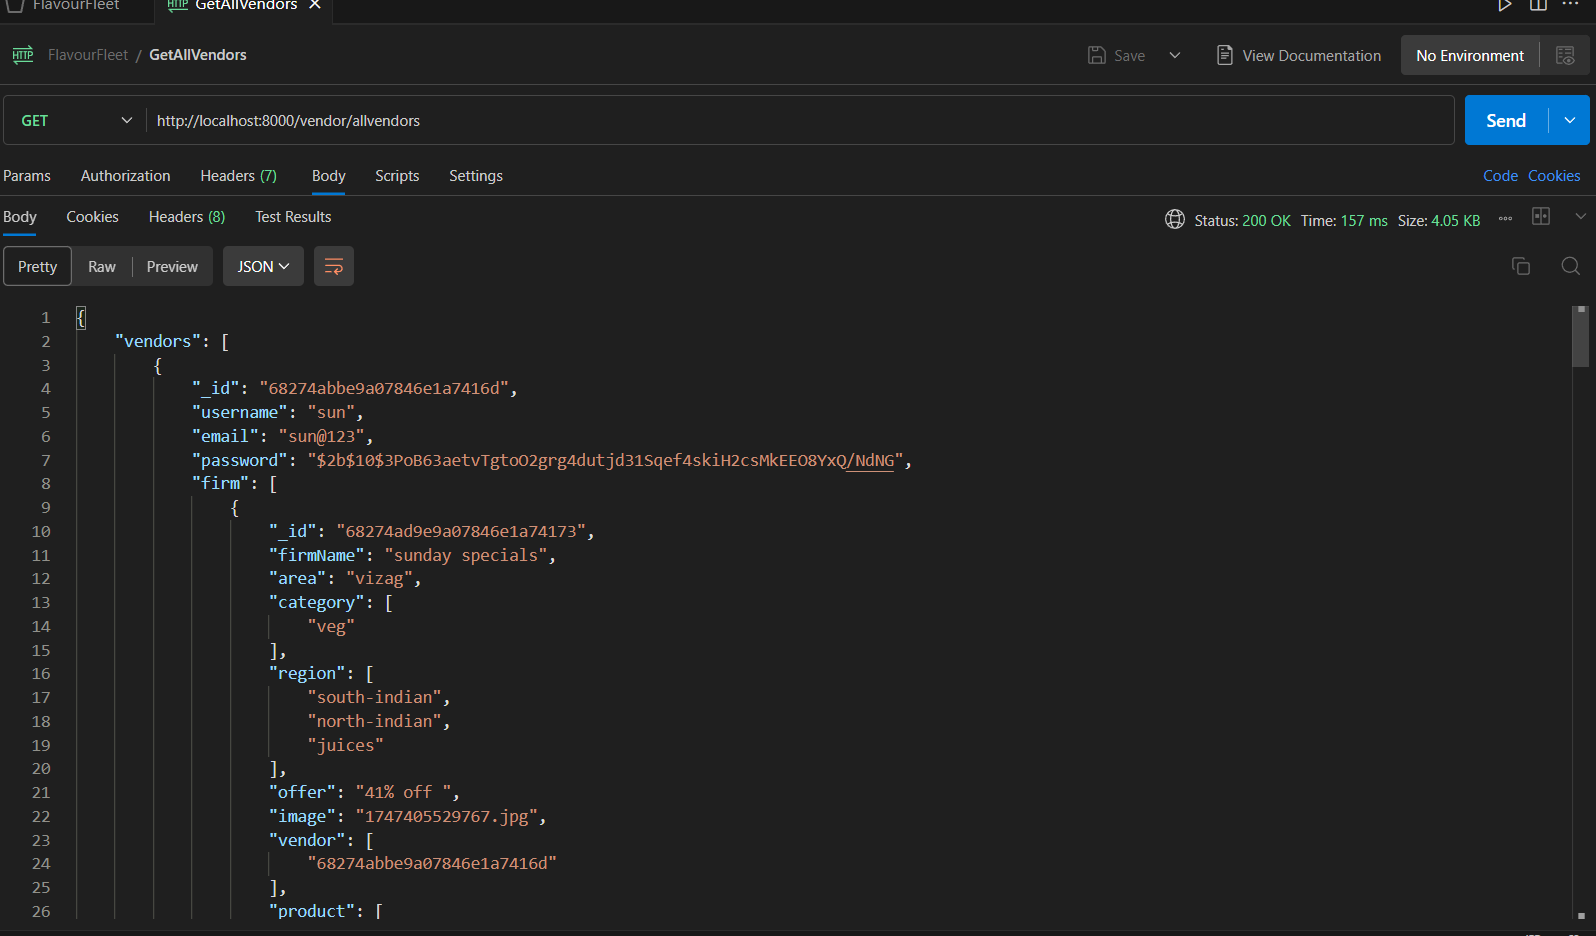 FlavourFleet GetAllVendors
FlavourFleet / GetAllVendors Save View Documentation No Environment
GET http://localhost:8000/vendor/allvendors Send
Params Authorization Headers (7) Body Scripts Settings Code Cookies
Body Cookies Headers (8) Test Results Status: 200 OK Time: 157 ms Size: 4.05 KB
Pretty Raw Preview JSON
1 {
2 "vendors": [
3 {
4 "_id": "68274abbe9a07846e1a7416d",
5 "username": "sun",
6 "email": "sun@123",
7 "password": "$2b$10$3PoB63aetvTgtoO2grg4dutjd31Sqef4skiH2csMkEEO8YxQ/NdNG",
8 "firm": [
9 {
10 "_id": "68274ad9e9a07846e1a74173",
11 "firmName": "sunday specials",
12 "area": "vizag",
13 "category": [
14 "veg"
15 ],
16 "region": [
17 "south-indian",
18 "north-indian",
19 "juices"
20 ],
21 "offer": "41% off ",
22 "image": "1747405529767.jpg",
23 "vendor": [
24 "68274abbe9a07846e1a7416d"
25 ],
26 "product": [